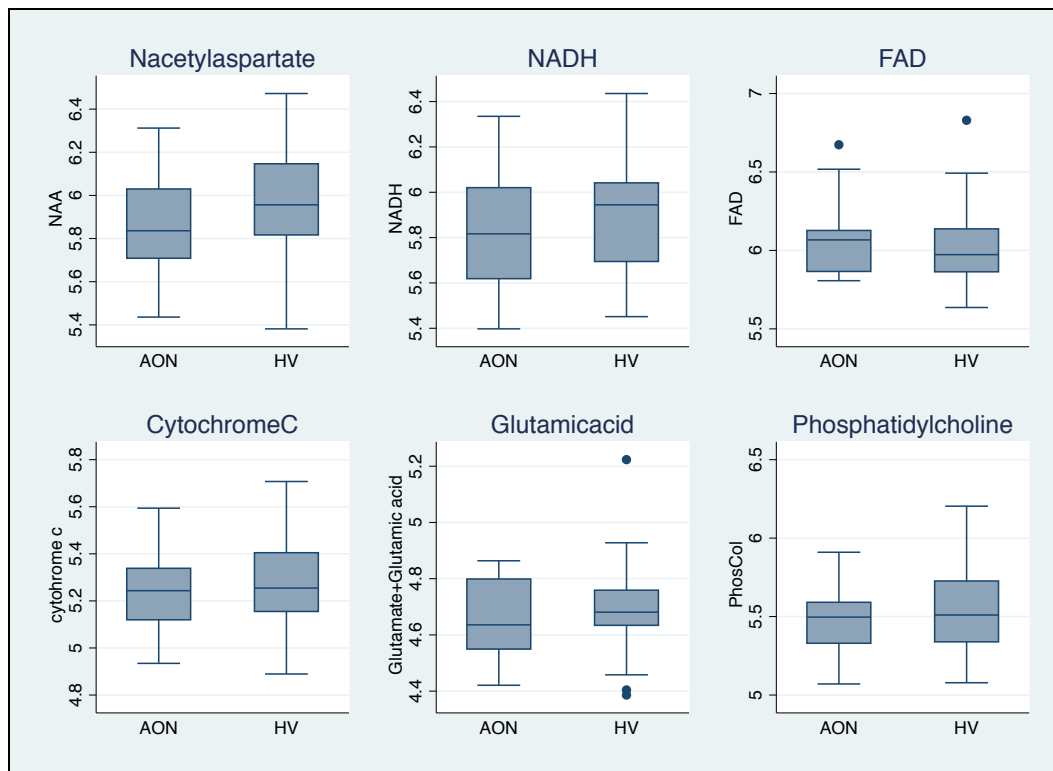 Nacetylaspartate
NAA
6.4
6.2
6
5.8
5.6
5.4
AON HV
NADH
NADH
6.4
6.2
6
5.8
5.6
5.4
AON HV
FAD
FAD
7
6.5
6
5.5
AON HV
CytochromeC
cytohrome c
5.8
5.6
5.4
5.2
5
4.8
AON HV
Glutamicacid
Glutamate+Glutamic acid
5.2
5
4.8
4.6
4.4
AON HV
Phosphatidylcholine
PhosCol
6.5
6
5.5
5
AON HV